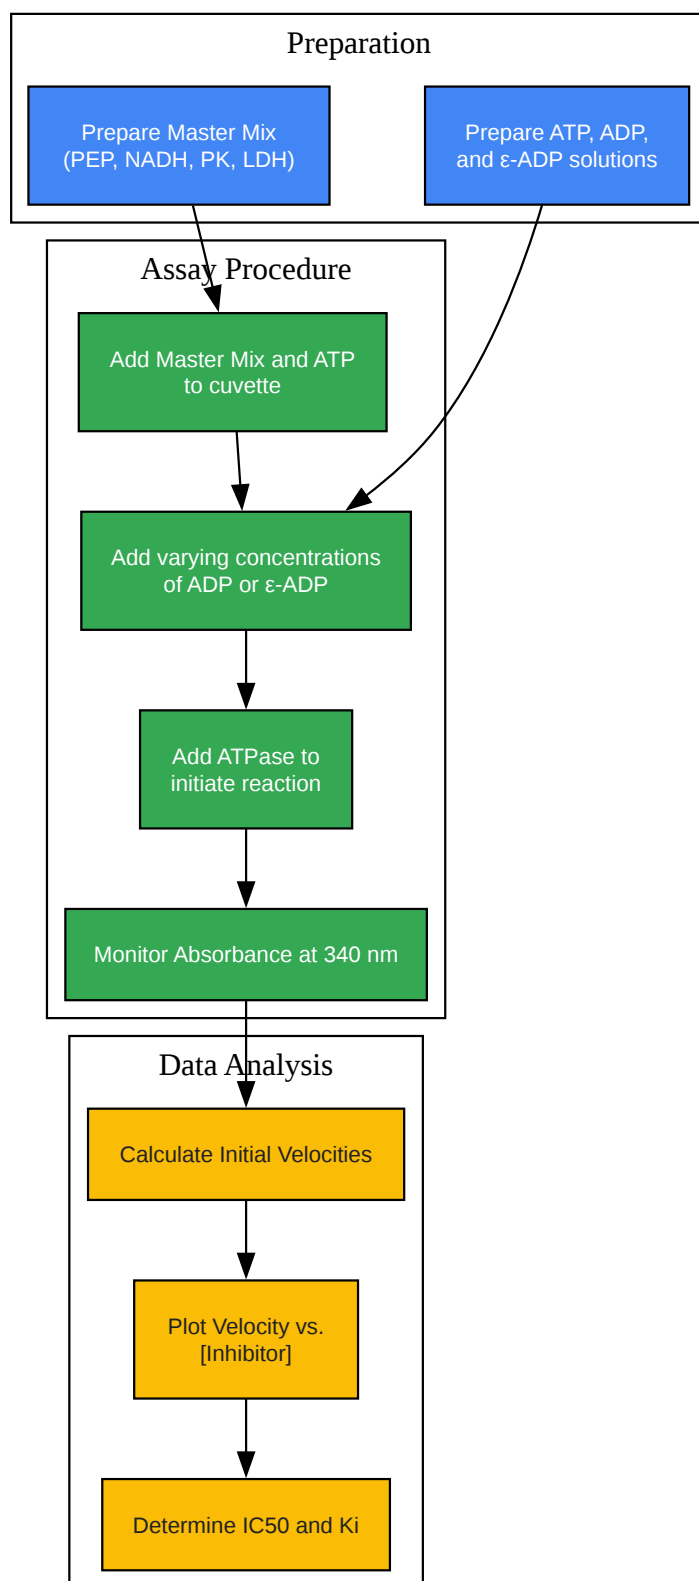 Preparation
Prepare Master Mix
(PEP, NADH, PK, LDH)
Prepare ATP, ADP,
and ε-ADP solutions
Assay Procedure
Add Master Mix and ATP
to cuvette
Add varying concentrations
of ADP or ε-ADP
Add ATPase to
initiate reaction
Monitor Absorbance at 340 nm
Data Analysis
Calculate Initial Velocities
Plot Velocity vs.
[Inhibitor]
Determine IC50 and Ki